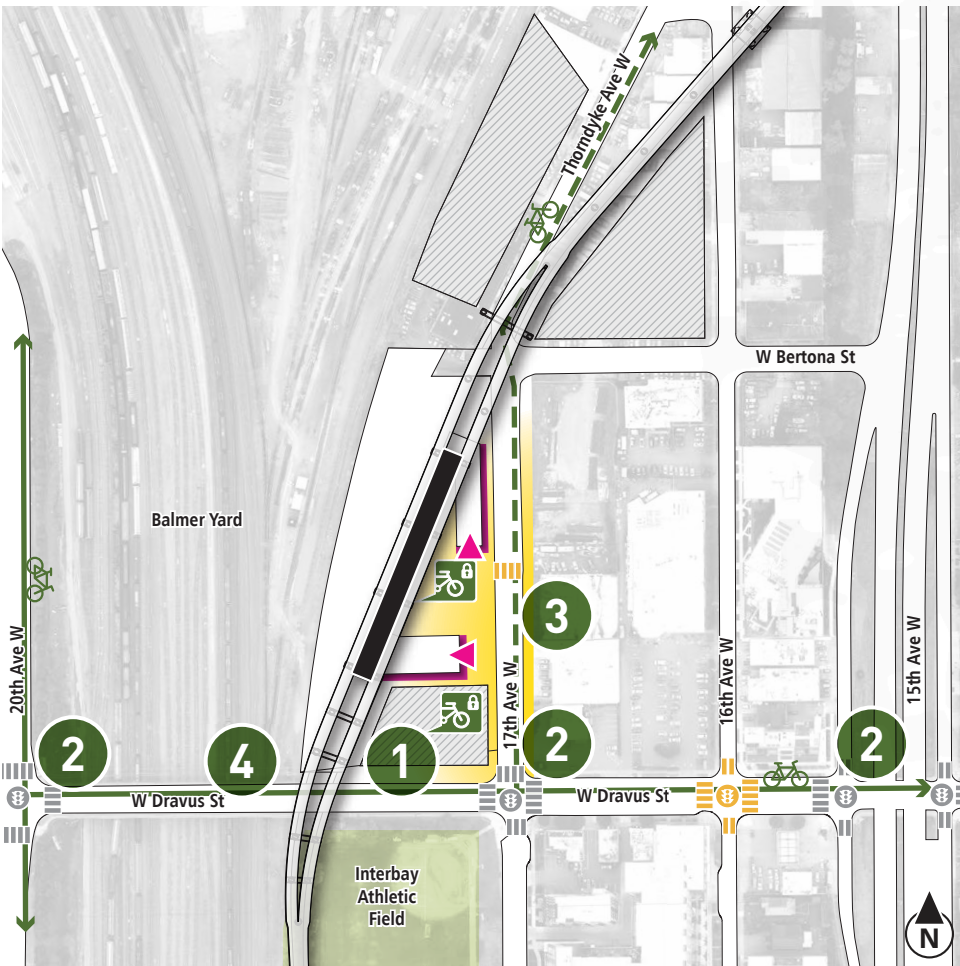 Thorndyke Ave W
W Bertona St
Balmer Yard
3
20th Ave W
17th Ave W
16th Ave W
15th Ave W
2
4
1
2
2
W Dravus St
W Dravus St
Interbay
Athletic
Field
N